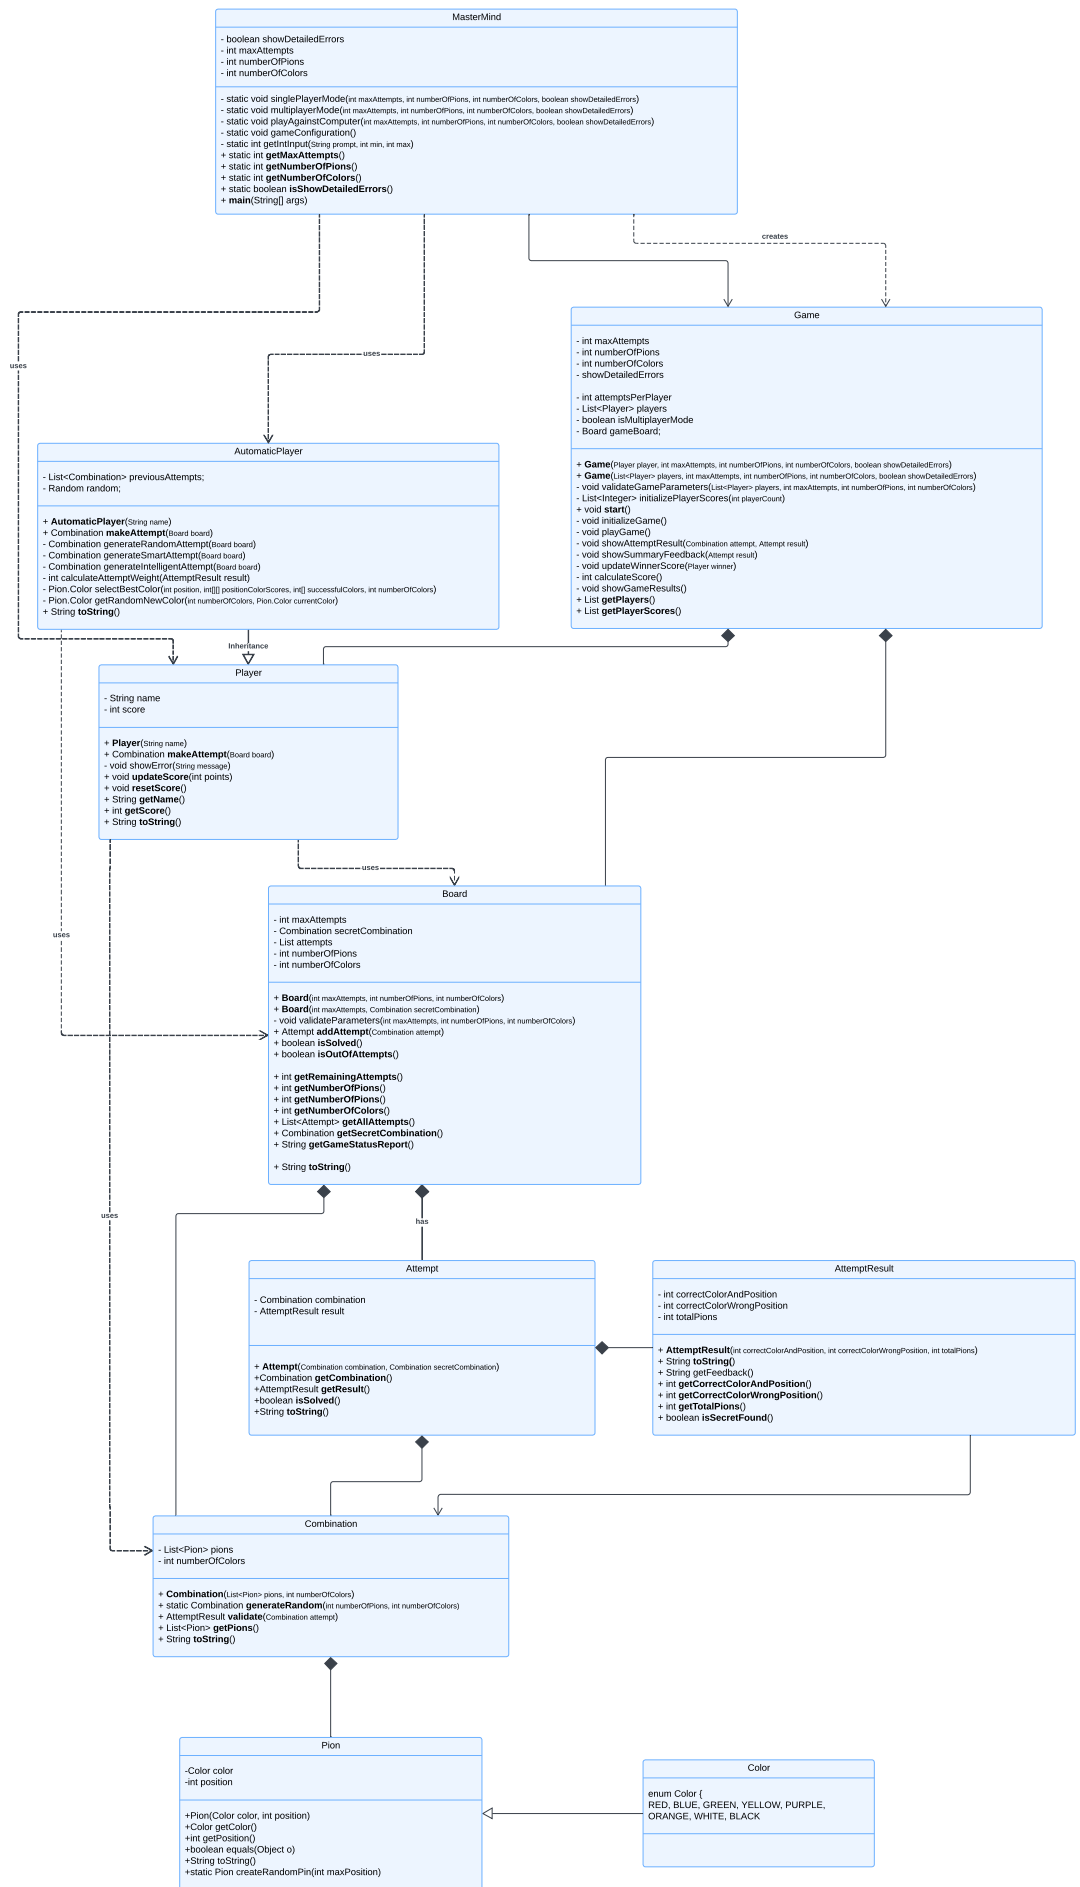 MasterMind
- boolean showDetailedErrors
- int maxAttempts
- int numberOfPions
- int numberOfColors
- static void singlePlayerMode(int maxAttempts, int numberOfPions, int numberOfColors, boolean showDetailedErrors)
- static void multiplayerMode(int maxAttempts, int numberOfPions, int numberOfColors, boolean showDetailedErrors)
- static void playAgainstComputer(int maxAttempts, int numberOfPions, int numberOfColors, boolean showDetailedErrors)
- static void gameConfiguration()
- static int getIntInput(String prompt, int min, int max)
+ static int getMaxAttempts()
+ static int getNumberOfPions()
+ static int getNumberOfColors()
+ static boolean isShowDetailedErrors()
+ main(String[] args)
creates
uses
uses
Game
- int maxAttempts
- int numberOfPions
- int numberOfColors
- showDetailedErrors
- int attemptsPerPlayer
- List<Player> players
- boolean isMultiplayerMode
- Board gameBoard;
+ Game(Player player, int maxAttempts, int numberOfPions, int numberOfColors, boolean showDetailedErrors)
+ Game(List<Player> players, int maxAttempts, int numberOfPions, int numberOfColors, boolean showDetailedErrors)
- void validateGameParameters(List<Player> players, int maxAttempts, int numberOfPions, int numberOfColors)
- List<Integer> initializePlayerScores(int playerCount)
+ void start()
- void initializeGame()
- void playGame()
- void showAttemptResult(Combination attempt, Attempt result)
- void showSummaryFeedback(Attempt result)
- void updateWinnerScore(Player winner)
- int calculateScore()
- void showGameResults()
+ List getPlayers()
+ List getPlayerScores()
AutomaticPlayer
- List<Combination> previousAttempts;
- Random random;
+ AutomaticPlayer(String name)
+ Combination makeAttempt(Board board)
- Combination generateRandomAttempt(Board board)
- Combination generateSmartAttempt(Board board)
- Combination generateIntelligentAttempt(Board board)
- int calculateAttemptWeight(AttemptResult result)
- Pion.Color selectBestColor(int position, int[][] positionColorScores, int[] successfulColors, int numberOfColors)
- Pion.Color getRandomNewColor(int numberOfColors, Pion.Color currentColor)
+ String toString()
Inheritance
Player
- String name
- int score
+ Player(String name)
+ Combination makeAttempt(Board board)
- void showError(String message)
+ void updateScore(int points)
+ void resetScore()
+ String getName()
+ int getScore()
+ String toString()
uses
uses
Board
- int maxAttempts
- Combination secretCombination
- List attempts
- int numberOfPions
- int numberOfColors
+ Board(int maxAttempts, int numberOfPions, int numberOfColors)
+ Board(int maxAttempts, Combination secretCombination)
- void validateParameters(int maxAttempts, int numberOfPions, int numberOfColors)
+ Attempt addAttempt(Combination attempt)
+ boolean isSolved()
+ boolean isOutOfAttempts()
+ int getRemainingAttempts()
+ int getNumberOfPions()
+ int getNumberOfPions()
+ int getNumberOfColors()
+ List<Attempt> getAllAttempts()
+ Combination getSecretCombination()
+ String getGameStatusReport()
+ String toString()
uses
has
Attempt
- Combination combination
- AttemptResult result
+ Attempt(Combination combination, Combination secretCombination)
+Combination getCombination()
+AttemptResult getResult()
+boolean isSolved()
+String toString()
AttemptResult
- int correctColorAndPosition
- int correctColorWrongPosition
- int totalPions
+ AttemptResult(int correctColorAndPosition, int correctColorWrongPosition, int totalPions)
+ String toString()
+ String getFeedback()
+ int getCorrectColorAndPosition()
+ int getCorrectColorWrongPosition()
+ int getTotalPions()
+ boolean isSecretFound()
Combination
- List<Pion> pions
- int numberOfColors
+ Combination(List<Pion> pions, int numberOfColors)
+ static Combination generateRandom(int numberOfPions, int numberOfColors)
+ AttemptResult validate(Combination attempt)
+ List<Pion> getPions()
+ String toString()
Pion
-Color color
-int position
+Pion(Color color, int position)
+Color getColor()
+int getPosition()
+boolean equals(Object o)
+String toString()
+static Pion createRandomPin(int maxPosition)
Color
enum Color {
RED, BLUE, GREEN, YELLOW, PURPLE,
ORANGE, WHITE, BLACK